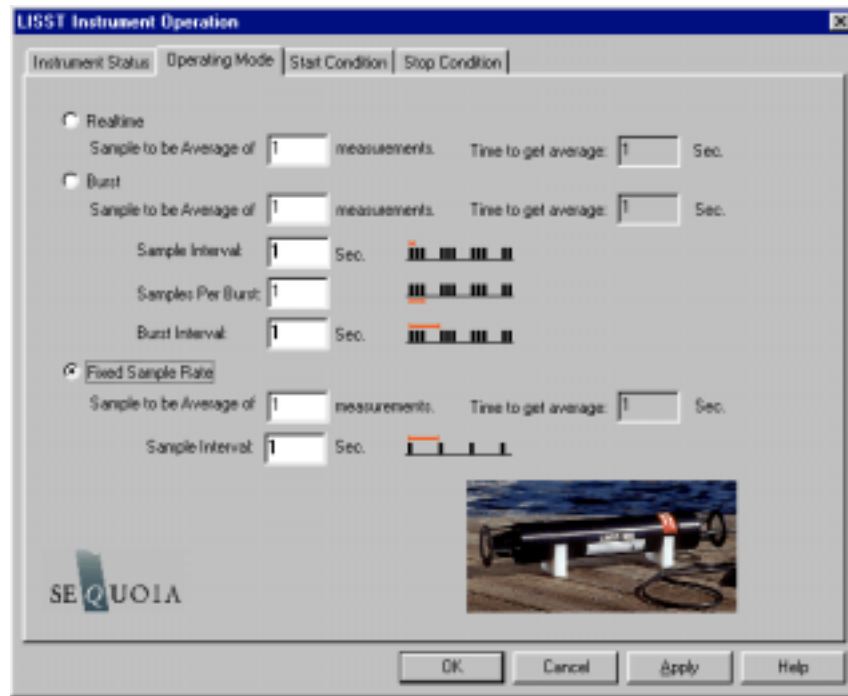 LISST Instrument Operation
Instrument Status Operating Mode Start Condition Stop Condition
Realtime
Sample to be Average of 1 measurements. Time to get average: 1 Sec.
Burst
Sample to be Average of 1 measurements. Time to get average: 1 Sec.
Sample Interval: 1 Sec.
Samples Per Burst: 1
Burst Interval: 1 Sec.
Fixed Sample Rate
Sample to be Average of 1 measurements. Time to get average: 1 Sec.
Sample Interval: 1 Sec.
SEQUOIA
OK Cancel Apply Help